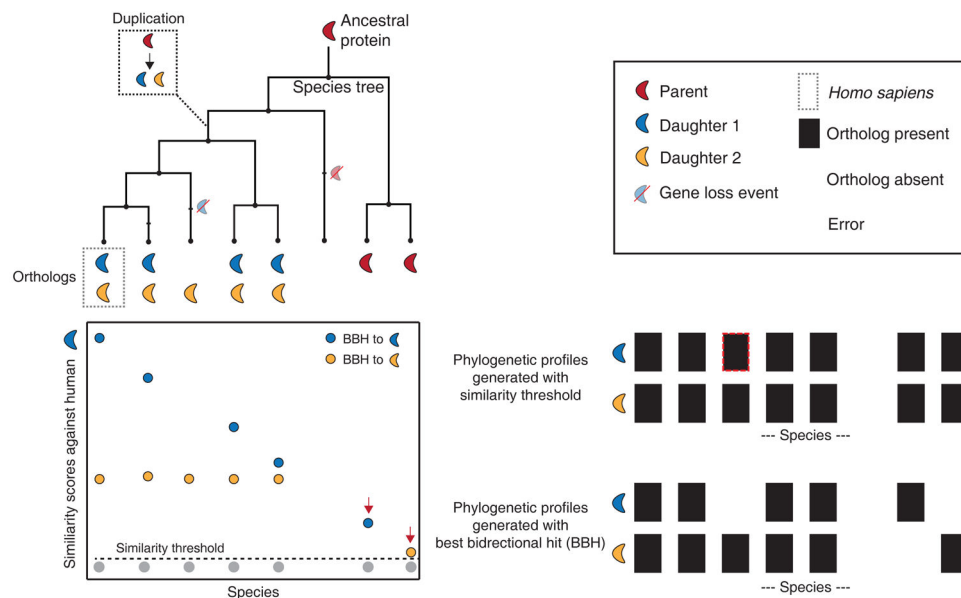 Duplication
Ancestral
protein
Species tree
Orthologs
Parent
Daughter 1
Daughter 2
Gene loss event
Homo sapiens
Ortholog present
Ortholog absent
Error
Similiarity scores against human
BBH to
BBH to
Similarity threshold
Species
Phylogenetic profiles
generated with
similarity threshold
--- Species ---
Phylogenetic profiles
generated with
best bidrectional hit (BBH)
--- Species ---